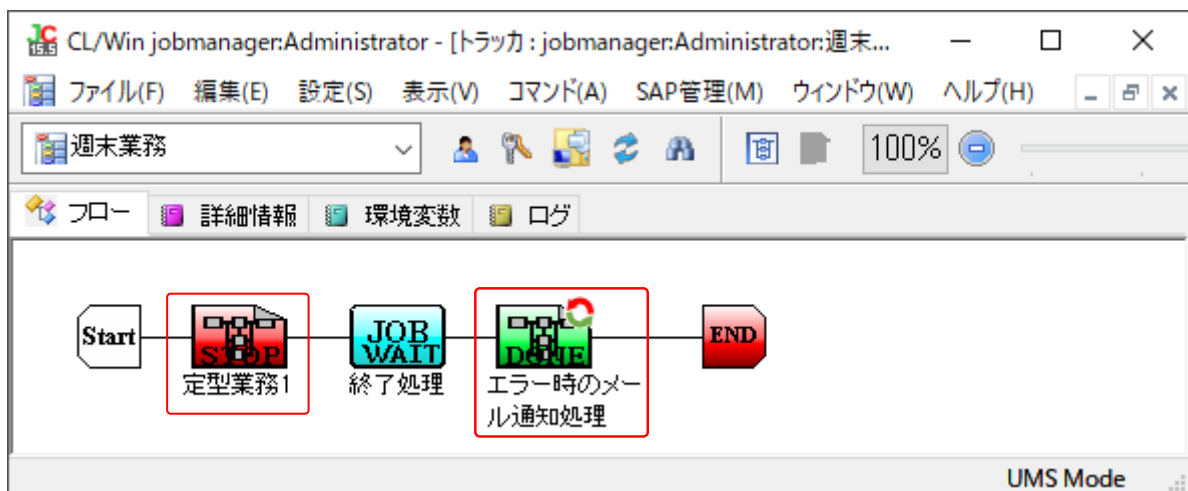 JC 15.5 CL/Win jobmanager:Administrator - [トラッカ : jobmanager:Administrator:週末...
ファイル(F) 編集(E) 設定(S) 表示(V) コマンド(A) SAP管理(M) ウィンドウ(W) ヘルプ(H)
週末業務 100%
フロー 詳細情報 環境変数 ログ
Start STOP JOB WAIT DONE END
定型業務1 終了処理 エラー時のメー
ル通知処理
UMS Mode